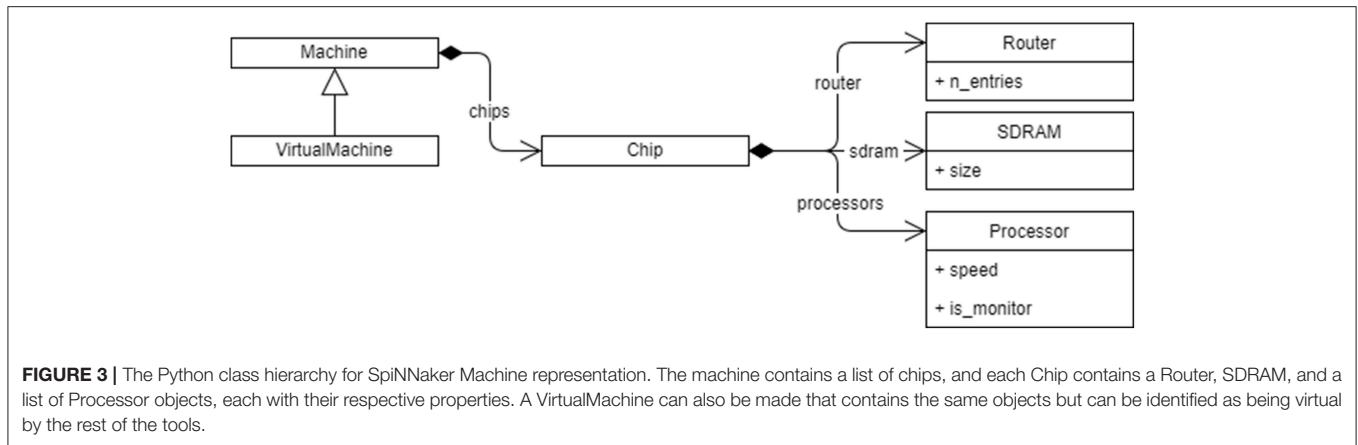 Machine
VirtualMachine
chips
Chip
router
sdram
processors
Router
+ n_entries
SDRAM
+ size
Processor
+ speed
+ is_monitor
FIGURE 3 | The Python class hierarchy for SpiNNaker Machine representation. The machine contains a list of chips, and each Chip contains a Router, SDRAM, and a
list of Processor objects, each with their respective properties. A VirtualMachine can also be made that contains the same objects but can be identified as being virtual
by the rest of the tools.